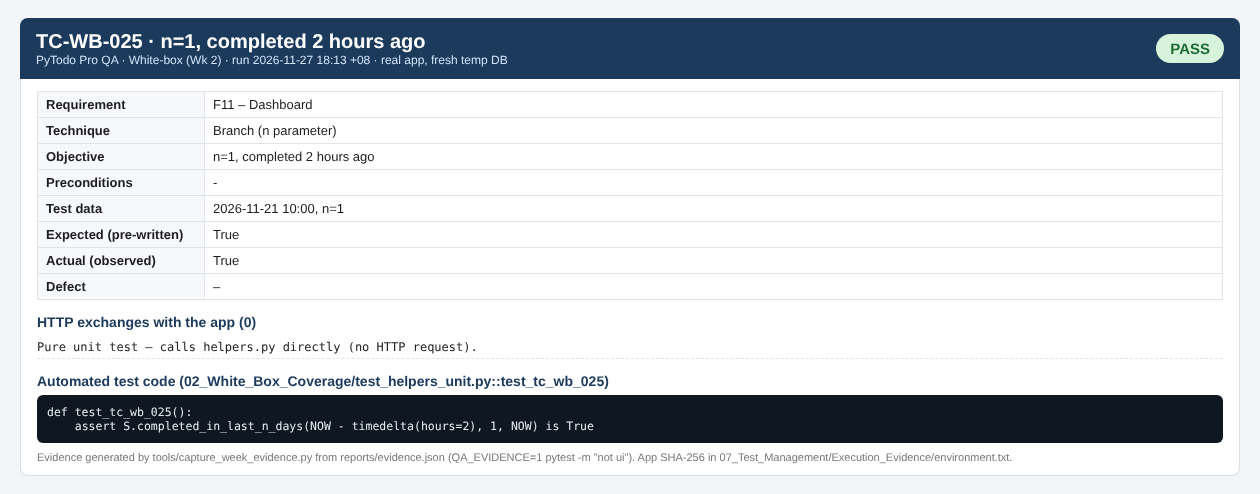 TC-WB-025 · n=1, completed 2 hours ago
PyTodo Pro QA · White-box (Wk 2) · run 2026-11-27 18:13 +08 · real app, fresh temp DB
PASS
Requirement F11 – Dashboard
Technique Branch (n parameter)
Objective n=1, completed 2 hours ago
Preconditions -
Test data 2026-11-21 10:00, n=1
Expected (pre-written) True
Actual (observed) True
Defect –
HTTP exchanges with the app (0)
Pure unit test — calls helpers.py directly (no HTTP request).
Automated test code (02_White_Box_Coverage/test_helpers_unit.py::test_tc_wb_025)
def test_tc_wb_025():
    assert S.completed_in_last_n_days(NOW - timedelta(hours=2), 1, NOW) is True
Evidence generated by tools/capture_week_evidence.py from reports/evidence.json (QA_EVIDENCE=1 pytest -m "not ui"). App SHA-256 in 07_Test_Management/Execution_Evidence/environment.txt.